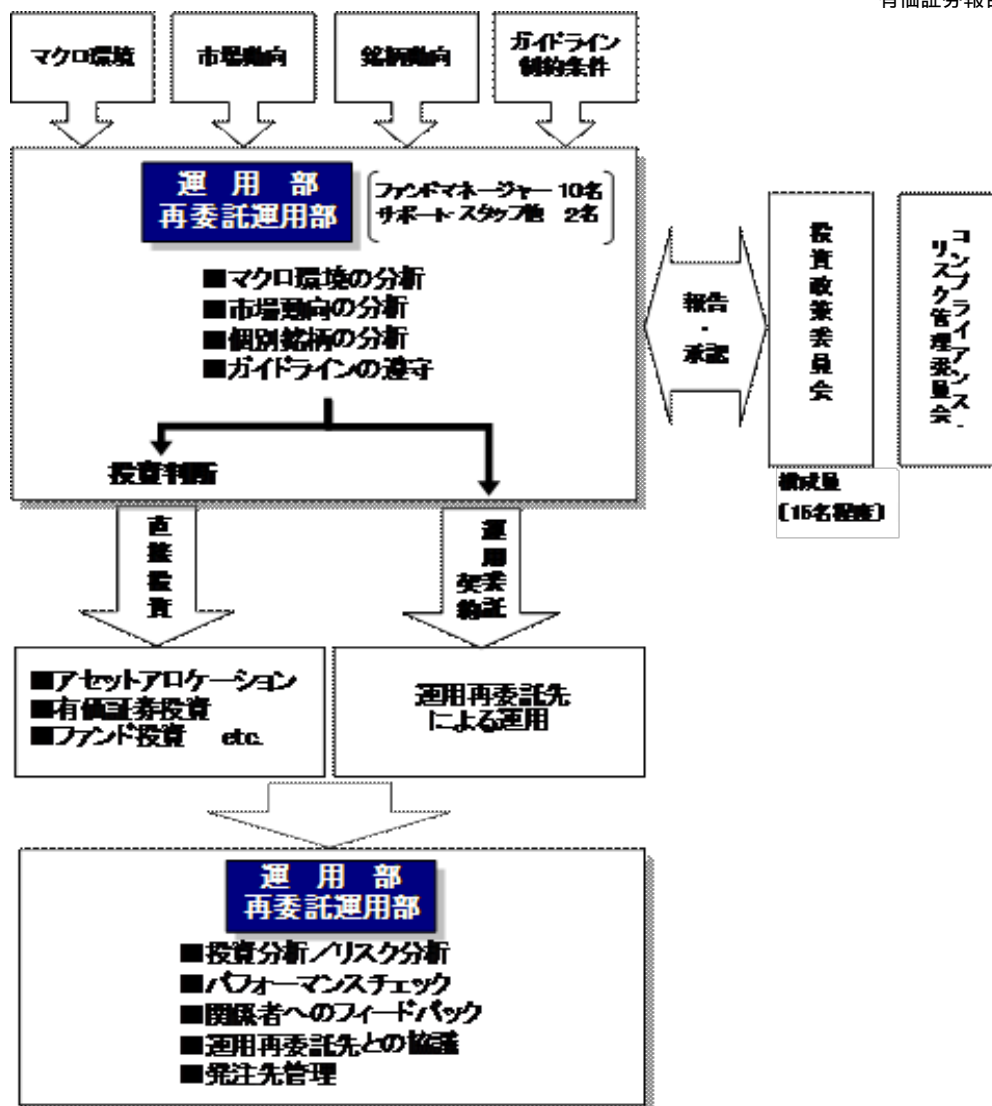 有価証券報告
マクロ環境
市場動向
銘柄動向
ガイドライン
制約条件
運用部
再委託運用部
ファンドマネージャー 10名
サポートスタッフ他 2名
■マクロ環境の分析
■市場動向の分析
■個別銘柄の分析
■ガイドラインの遵守
投資判断
報告・承認
投資政策委員会
コンプライアンス・
リスク管理委員会
構成員
(15名程度)
直接投資
運用委託
契約
■アセットアロケーション
■有価証券投資
■ファンド投資 etc.
運用再委託先
による運用
運用部
再委託運用部
■投資分析/リスク分析
■パフォーマンスチェック
■関係者へのフィードバック
■運用再委託先との協議
■発注先管理